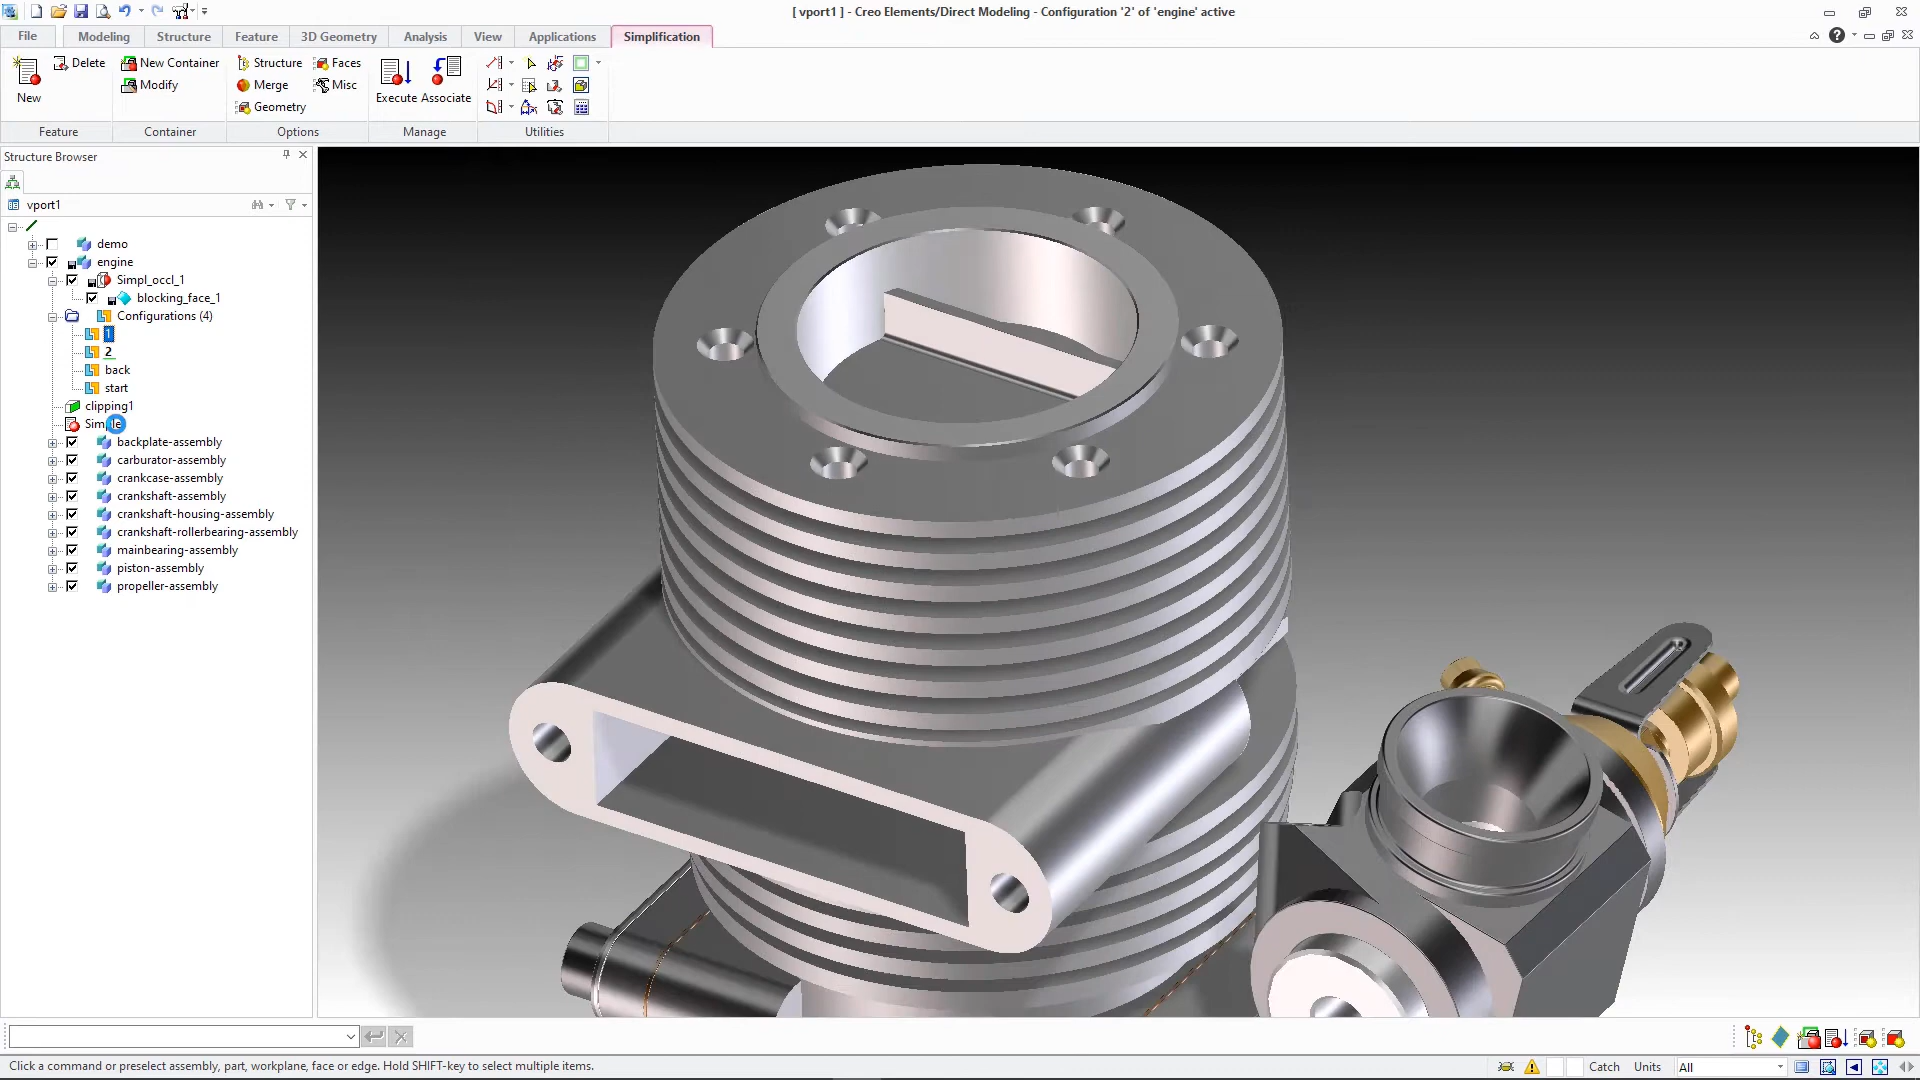 [ vport1 ] - Creo Elements/Direct Modeling - Configuration '2' of 'engine' active
File Modeling Structure Feature 3D Geometry Analysis View Applications Simplification
New
Delete
New Container
Modify
Structure
Merge
Geometry
Faces
Misc
Execute Associate
Feature Container Options Manage Utilities
Structure Browser
vport1
demo
engine
Simpl_occl_1
blocking_face_1
Configurations (4)
1
2
back
start
clipping1
backplate-assembly
carburator-assembly
crankcase-assembly
crankshaft-assembly
crankshaft-housing-assembly
crankshaft-rollerbearing-assembly
mainbearing-assembly
piston-assembly
propeller-assembly
Click a command or preselect assembly, part, workplane, face or edge. Hold SHIFT-key to select multiple items.
Catch Units All